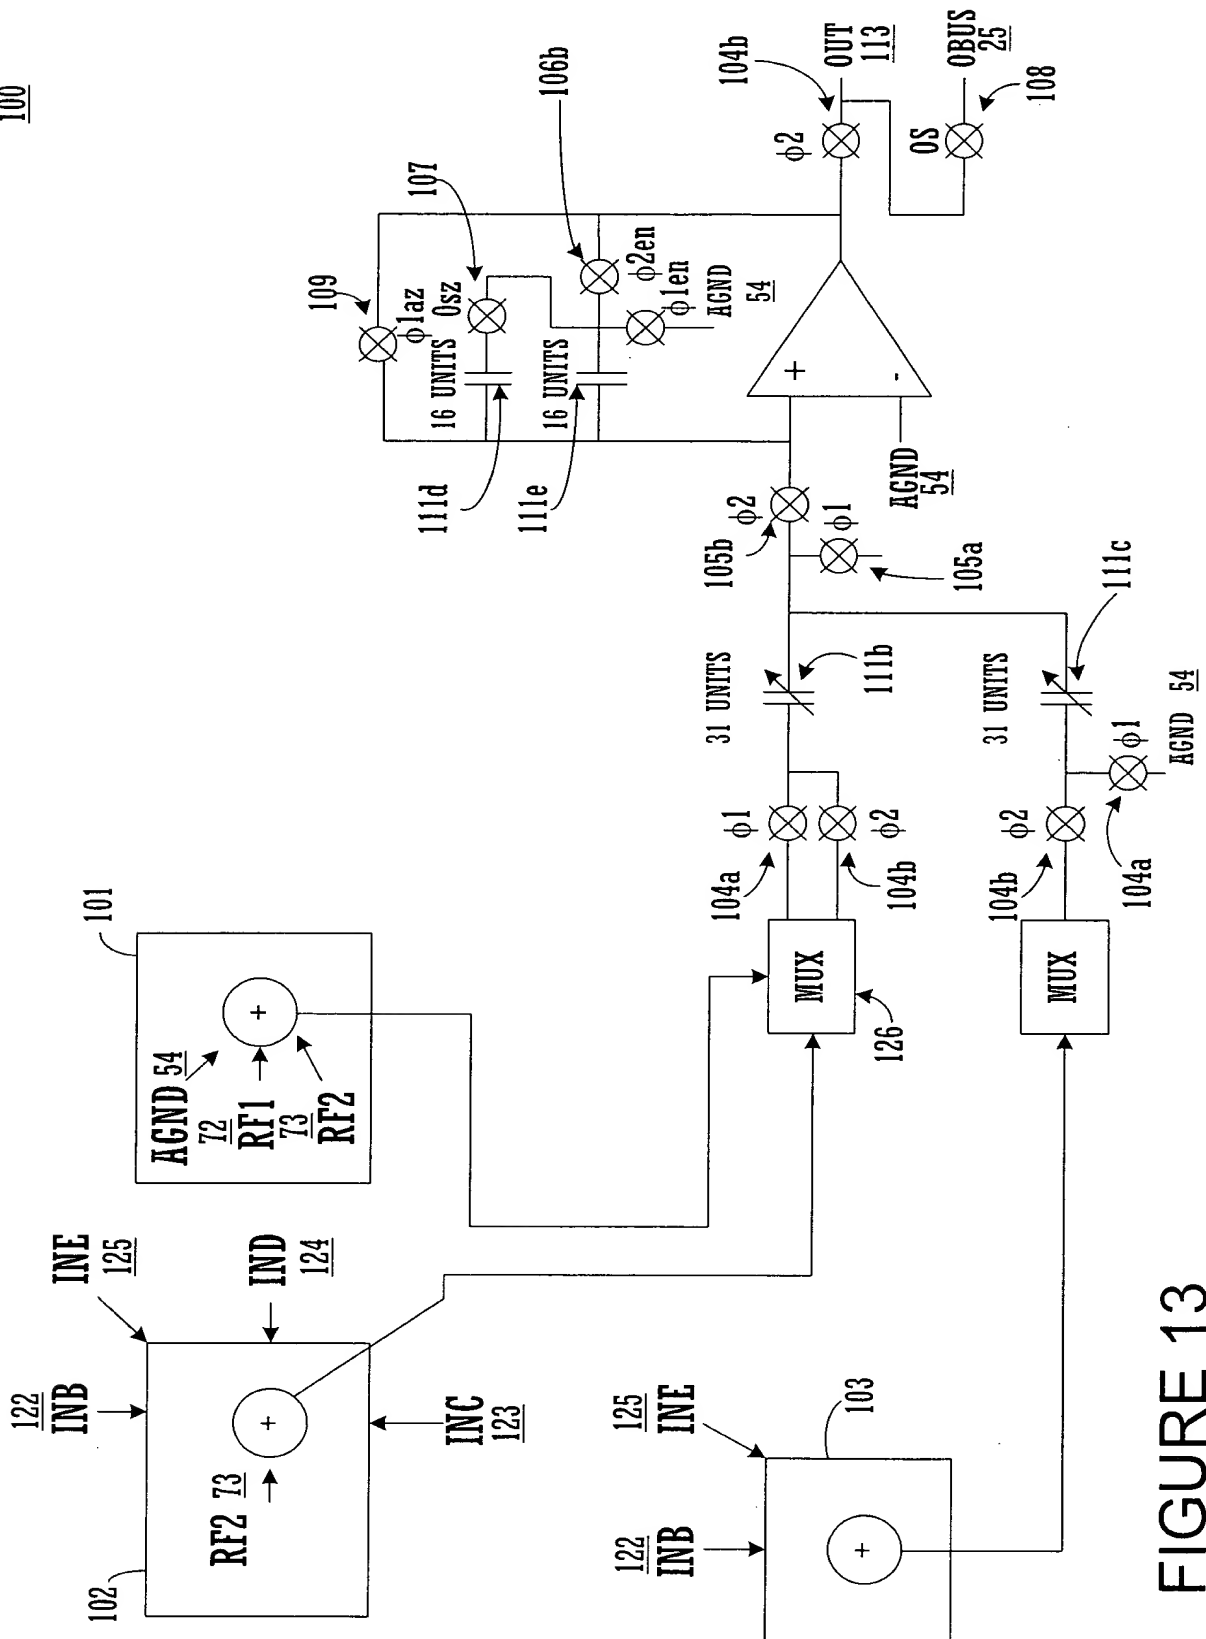 100
INE
125
122
INB
IND
124
RF2 73
INC
123
102
101
AGND 54
72
RF1
73
RF2
125
INE
122
INB
103
MUX
126
MUX
104a
ϕ1
104b
ϕ2
31 UNITS
111b
104b
ϕ2
104a
ϕ1
AGND 54
31 UNITS
111c
105b
ϕ2
ϕ1
105a
109
ϕ1az
107
Osz
16 UNITS
111d
16 UNITS
111e
106b
ϕ2en
ϕ1en
AGND
54
+
-
AGND
54
104b
ϕ2
OUT
113
OS
OBUS
25
108
+
+
+
FIGURE 13